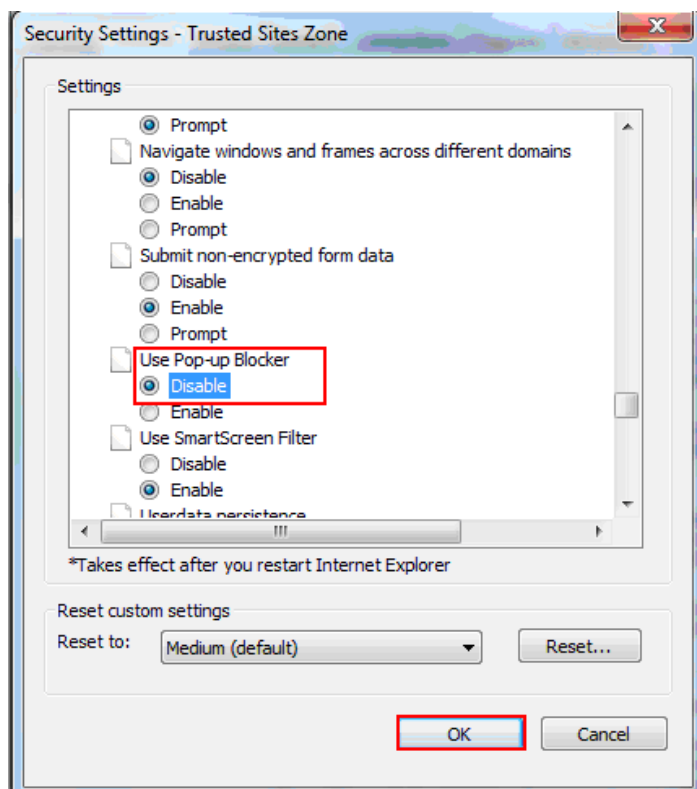 Security Settings - Trusted Sites Zone
Settings
Prompt
Navigate windows and frames across different domains
Disable
Enable
Prompt
Submit non-encrypted form data
Disable
Enable
Prompt
Use Pop-up Blocker
Disable
Enable
Use SmartScreen Filter
Disable
Enable
Userdata persistence
*Takes effect after you restart Internet Explorer
Reset custom settings
Reset to: Medium (default) Reset...
OK Cancel